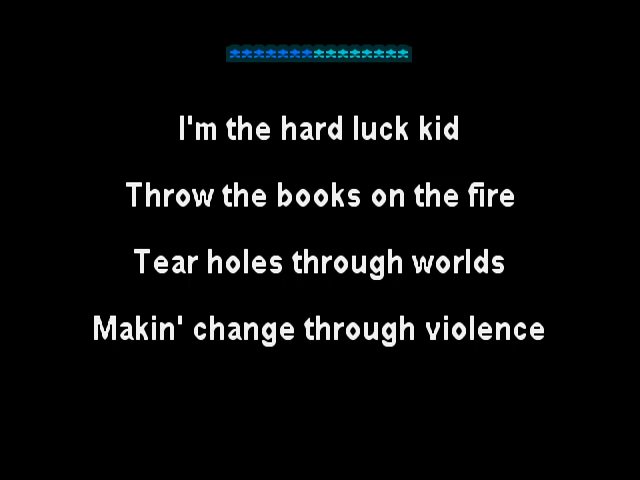 I'm the hard luck kid
Throw the books on the fire
Tear holes through worlds
Makin' change through violence